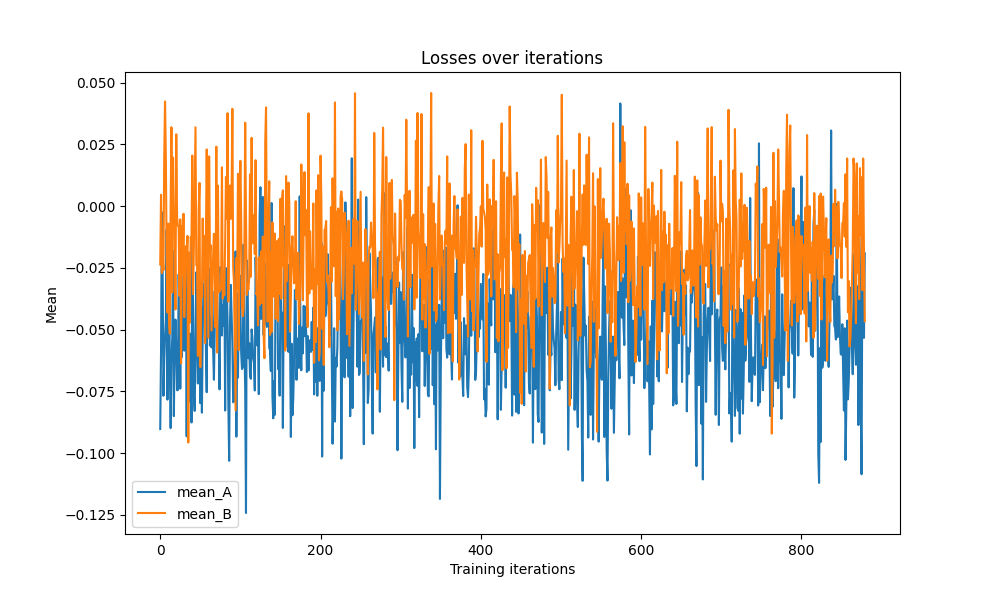 Losses over iterations
0.050
0.025
0.000
−0.025
−0.050
−0.075
−0.100
−0.125
Mean
mean_A
mean_B
0 200 400 600 800
Training iterations